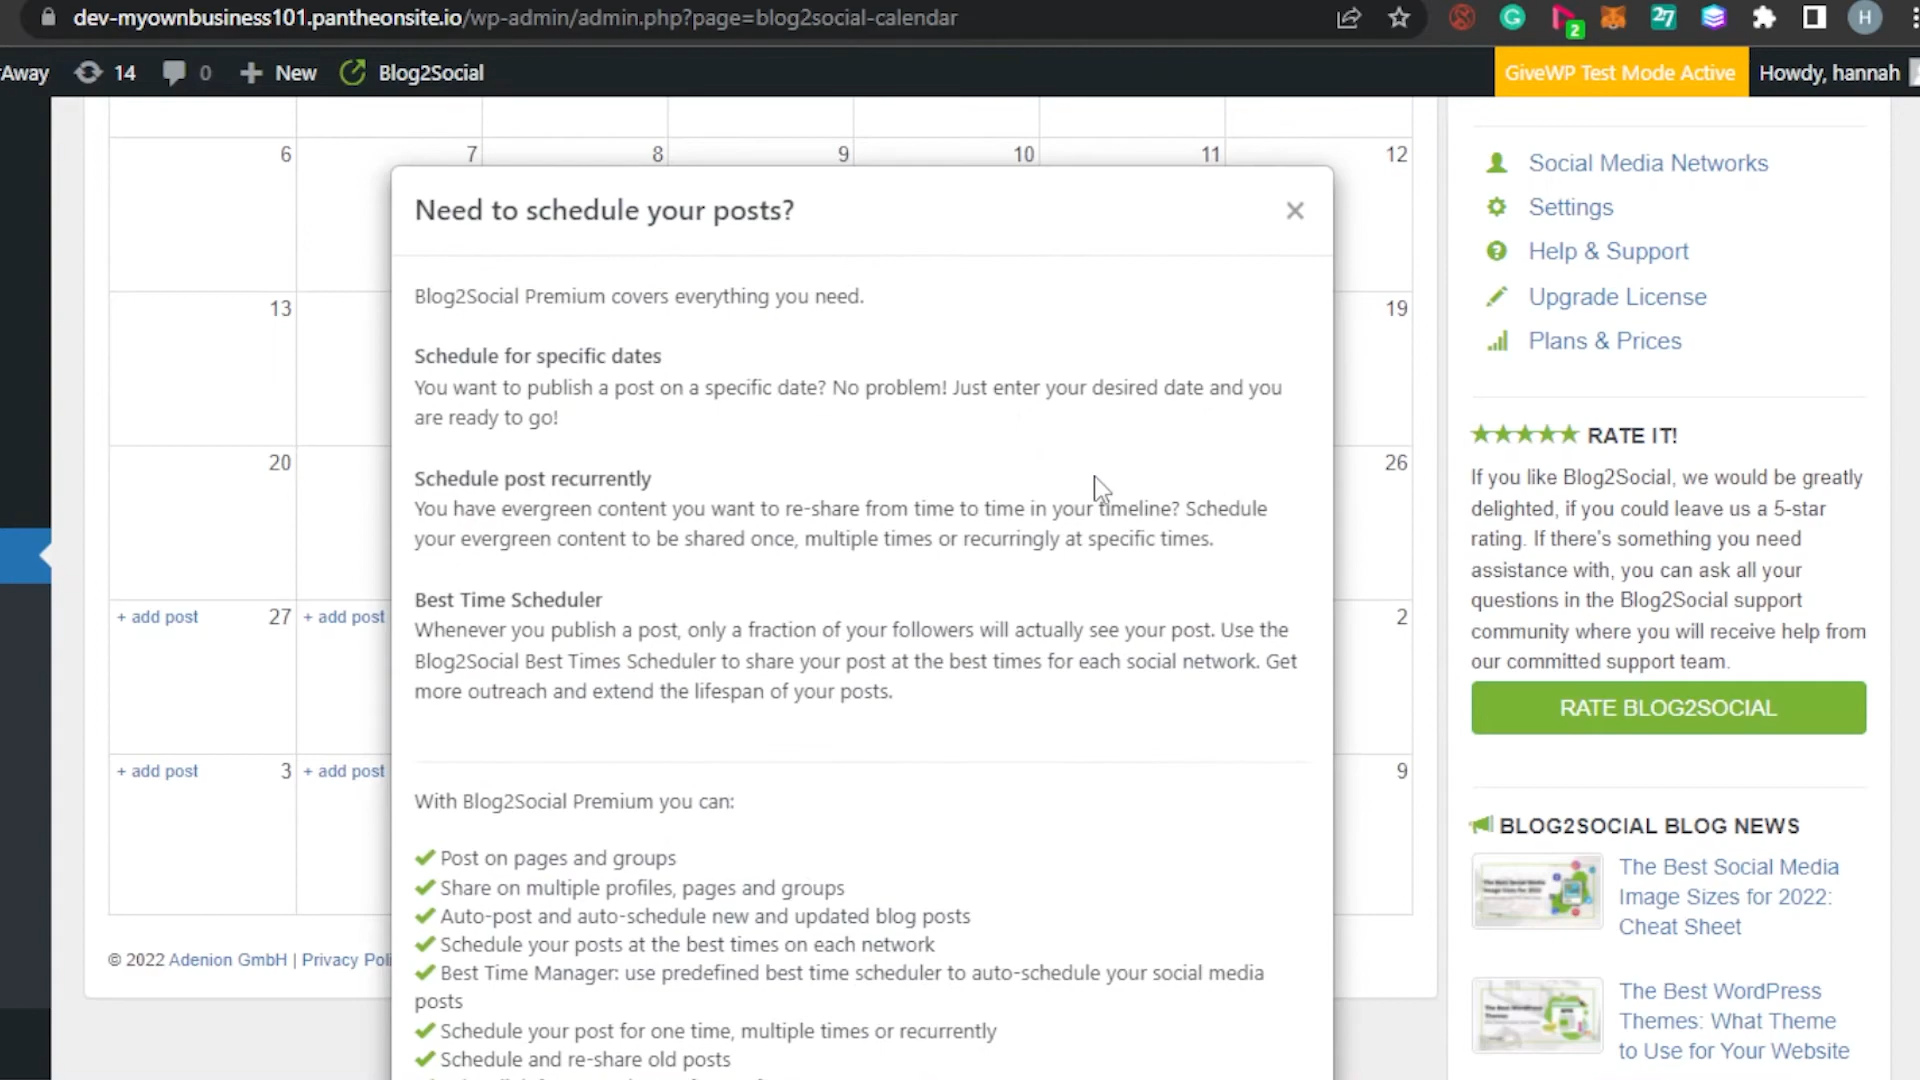 dev-myownbusiness101.pantheonsite.io/wp-admin/admin.php?page=blog2social-calendar
27
2
H
Away
14
0
+ New
Blog2Social
GiveWP Test Mode Active
Howdy, hannah
6
7
8
9
10
11
12
13
19
20
26
+ add post
27
+ add post
2
+ add post
3
+ add post
9
Need to schedule your posts?
×
Blog2Social Premium covers everything you need.
Schedule for specific dates
You want to publish a post on a specific date? No problem! Just enter your desired date and you
are ready to go!
Schedule post recurrently
You have evergreen content you want to re-share from time to time in your timeline? Schedule
your evergreen content to be shared once, multiple times or recurringly at specific times.
Best Time Scheduler
Whenever you publish a post, only a fraction of your followers will actually see your post. Use the
Blog2Social Best Times Scheduler to share your post at the best times for each social network. Get
more outreach and extend the lifespan of your posts.
With Blog2Social Premium you can:
Post on pages and groups
Share on multiple profiles, pages and groups
Auto-post and auto-schedule new and updated blog posts
Schedule your posts at the best times on each network
Best Time Manager: use predefined best time scheduler to auto-schedule your social media
posts
Schedule your post for one time, multiple times or recurrently
Schedule and re-share old posts
© 2022 Adenion GmbH | Privacy Poli
Social Media Networks
Settings
Help & Support
Upgrade License
Plans & Prices
RATE IT!
If you like Blog2Social, we would be greatly
delighted, if you could leave us a 5-star
rating. If there's something you need
assistance with, you can ask all your
questions in the Blog2Social support
community where you will receive help from
our committed support team.
RATE BLOG2SOCIAL
BLOG2SOCIAL BLOG NEWS
The Best Social Media
Image Sizes for 2022:
Cheat Sheet
The Best WordPress
Themes: What Theme
to Use for Your Website